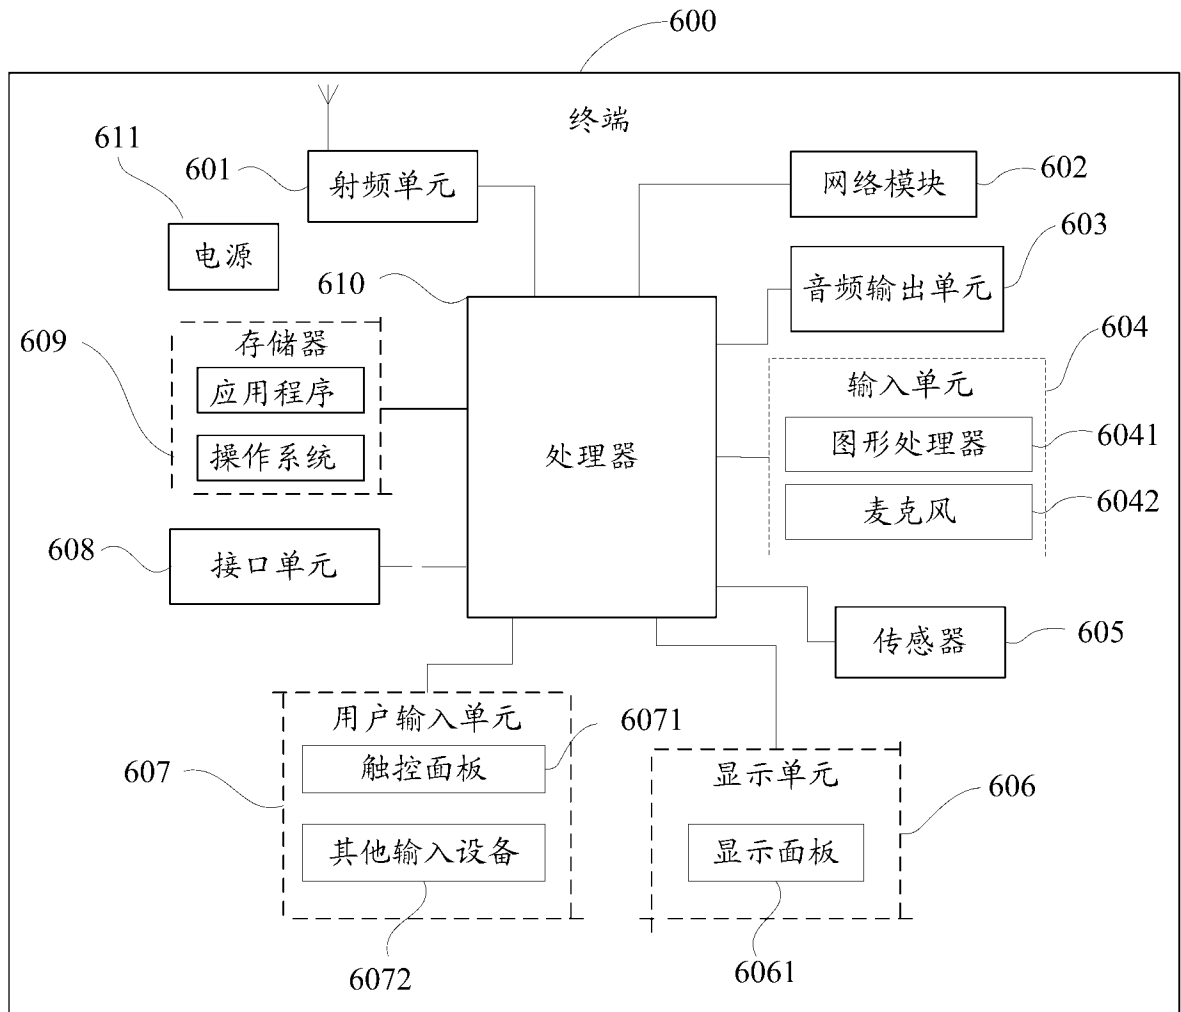 600
终端
611
601
射频单元
网络模块
602
电源
610
音频输出单元
603
609
存储器
应用程序
操作系统
处理器
604
输入单元
图形处理器
6041
麦克风
6042
608
接口单元
传感器
605
607
用户输入单元
触控面板
6071
其他输入设备
6072
显示单元
606
显示面板
6061